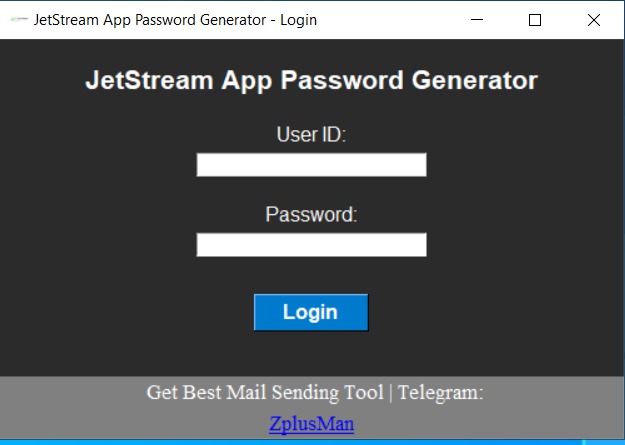 JetStream App Password Generator - Login
JetStream App Password Generator
User ID:
Password:
Login
Get Best Mail Sending Tool | Telegram:
ZplusMan